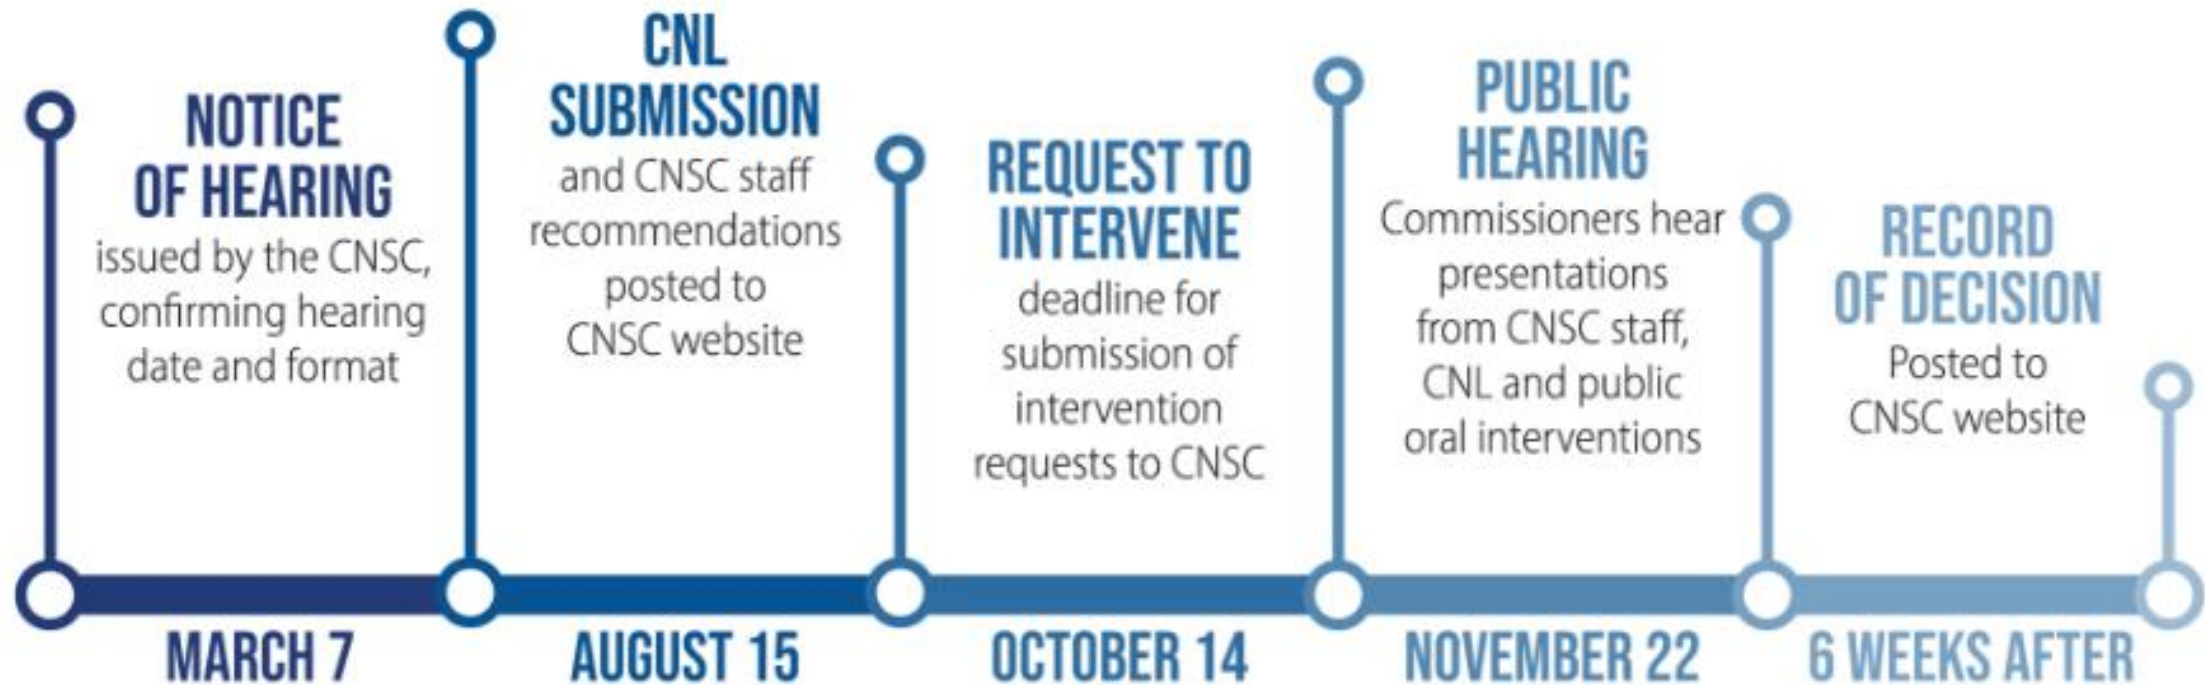 NOTICE
OF HEARING
issued by the CNSC,
confirming hearing
date and format
MARCH 7
CNL
SUBMISSION
and CNSC staff
recommendations
posted to
CNSC website
AUGUST 15
REQUEST TO
INTERVENE
deadline for
submission of
intervention
requests to CNSC
OCTOBER 14
PUBLIC
HEARING
Commissioners hear
presentations
from CNSC staff,
CNL and public
oral interventions
NOVEMBER 22
RECORD
OF DECISION
Posted to
CNSC website
6 WEEKS AFTER